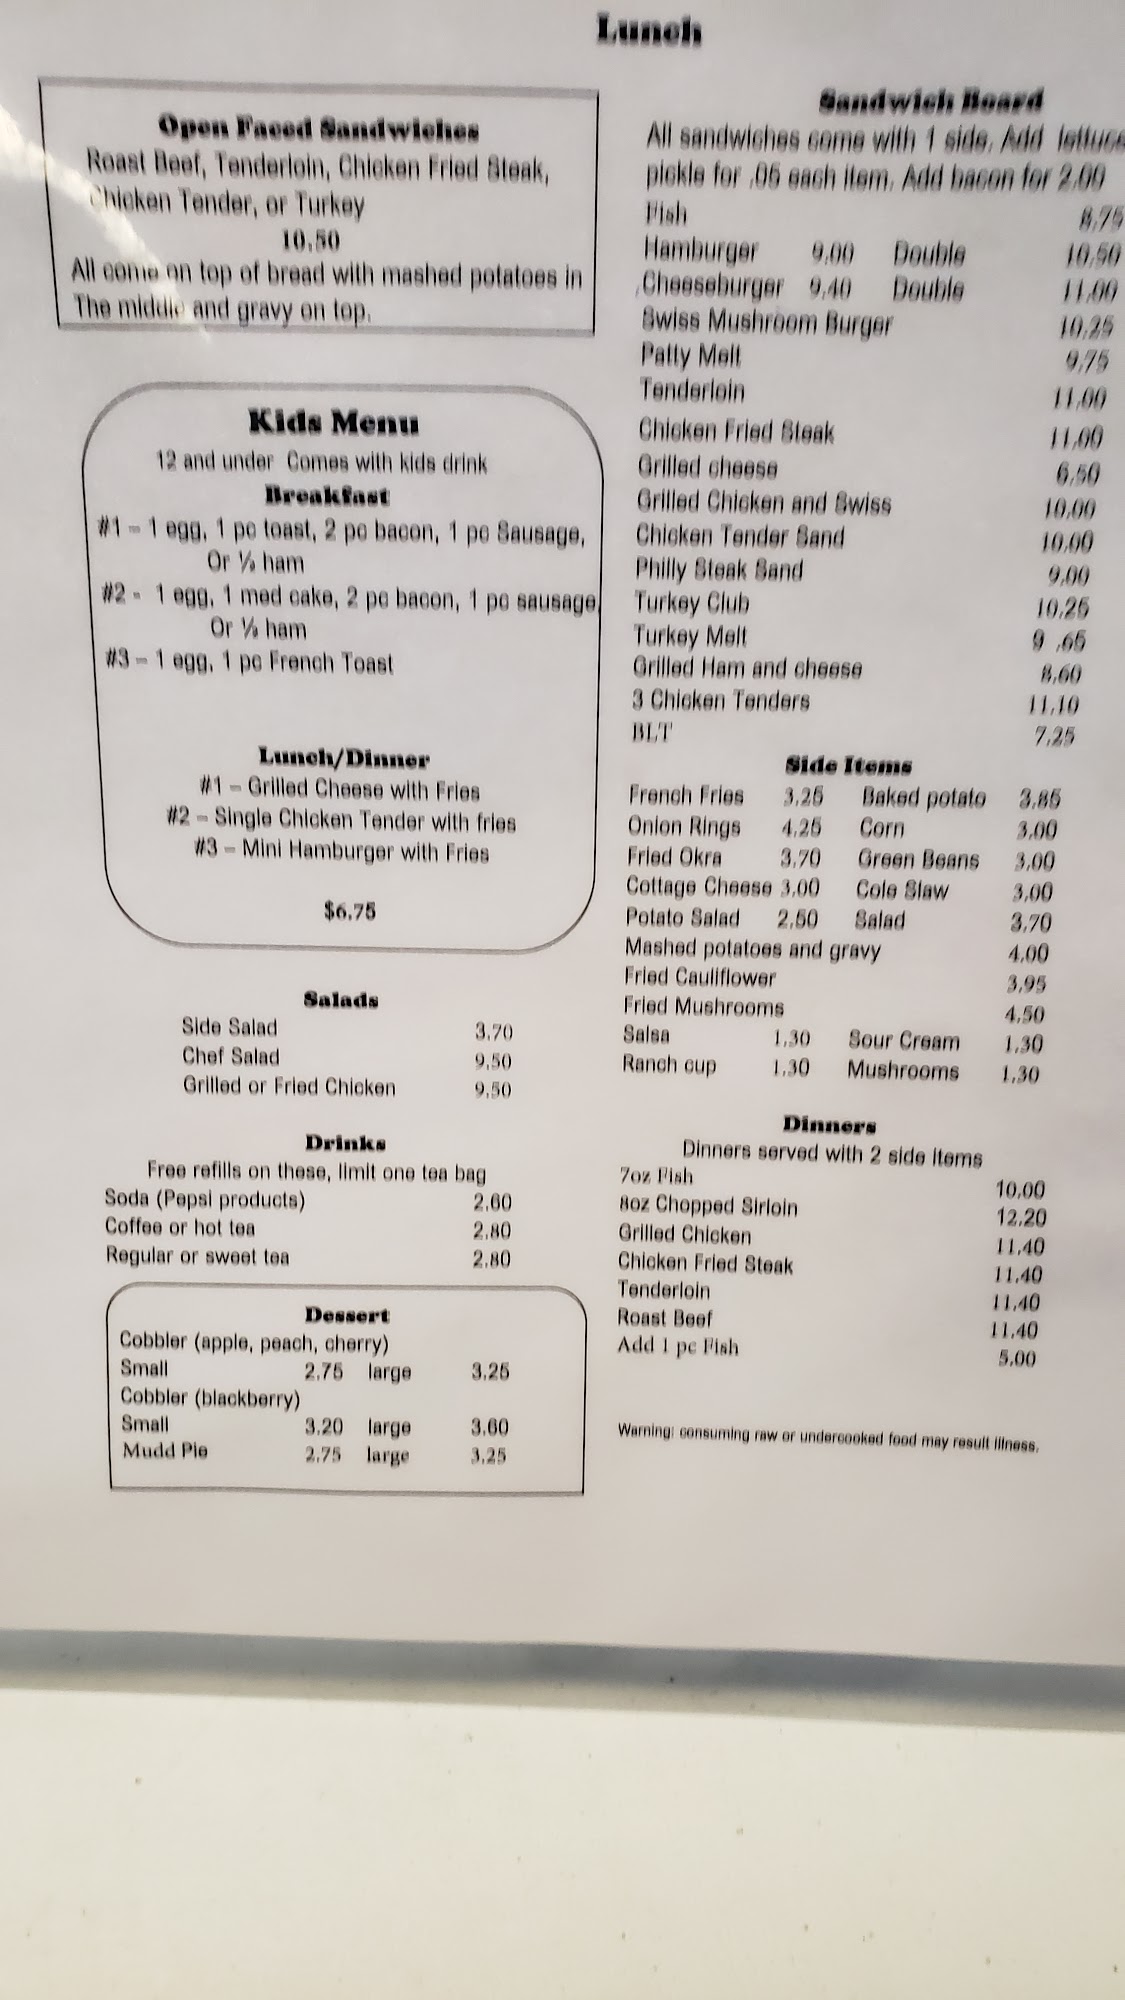 Lunch
Open Faced Sandwiches
Roast Beef, Tenderloin, Chicken Fried Steak,
Chicken Tender, or Turkey
10.50
All come on top of bread with mashed potatoes in
The middle and gravy on top.
Kids Menu
12 and under Comes with kids drink
Breakfast
#1 – 1 egg, 1 pc toast, 2 pc bacon, 1 pc Sausage,
Or ½ ham
#2 - 1 egg, 1 med cake, 2 pc bacon, 1 pc sausage
Or ½ ham
#3 – 1 egg, 1 pc French Toast
Lunch/Dinner
#1 – Grilled Cheese with Fries
#2 – Single Chicken Tender with fries
#3 – Mini Hamburger with Fries
$6.75
Salads
Side Salad 3.70
Chef Salad 9.50
Grilled or Fried Chicken 9.50
Drinks
Free refills on these, limit one tea bag
Soda (Pepsi products) 2.60
Coffee or hot tea 2.80
Regular or sweet tea 2.80
Dessert
Cobbler (apple, peach, cherry)
Small 2.75 large 3.25
Cobbler (blackberry)
Small 3.20 large 3.60
Mudd Pie 2.75 large 3.25
Sandwich Board
All sandwiches come with 1 side. Add lettuce
pickle for .05 each item. Add bacon for 2.00
Fish 8.75
Hamburger 9.00 Double 10.50
Cheeseburger 9.40 Double 11.00
Swiss Mushroom Burger 10.25
Patty Melt 9.75
Tenderloin 11.00
Chicken Fried Steak 11.00
Grilled cheese 6.50
Grilled Chicken and Swiss 10.00
Chicken Tender Sand 10.00
Philly Steak Sand 9.00
Turkey Club 10.25
Turkey Melt 9 .65
Grilled Ham and cheese 8.60
3 Chicken Tenders 11.10
BLT 7.25
Side Items
French Fries 3.25 Baked potato 3.85
Onion Rings 4.25 Corn 3.00
Fried Okra 3.70 Green Beans 3.00
Cottage Cheese 3.00 Cole Slaw 3.00
Potato Salad 2.50 Salad 3.70
Mashed potatoes and gravy 4.00
Fried Cauliflower 3.95
Fried Mushrooms 4.50
Salsa 1.30 Sour Cream 1.30
Ranch cup 1.30 Mushrooms 1.30
Dinners
Dinners served with 2 side items
7oz Fish 10.00
8oz Chopped Sirloin 12.20
Grilled Chicken 11.40
Chicken Fried Steak 11.40
Tenderloin 11.40
Roast Beef 11.40
Add 1 pc Fish 5.00
Warning: consuming raw or undercooked food may result illness.